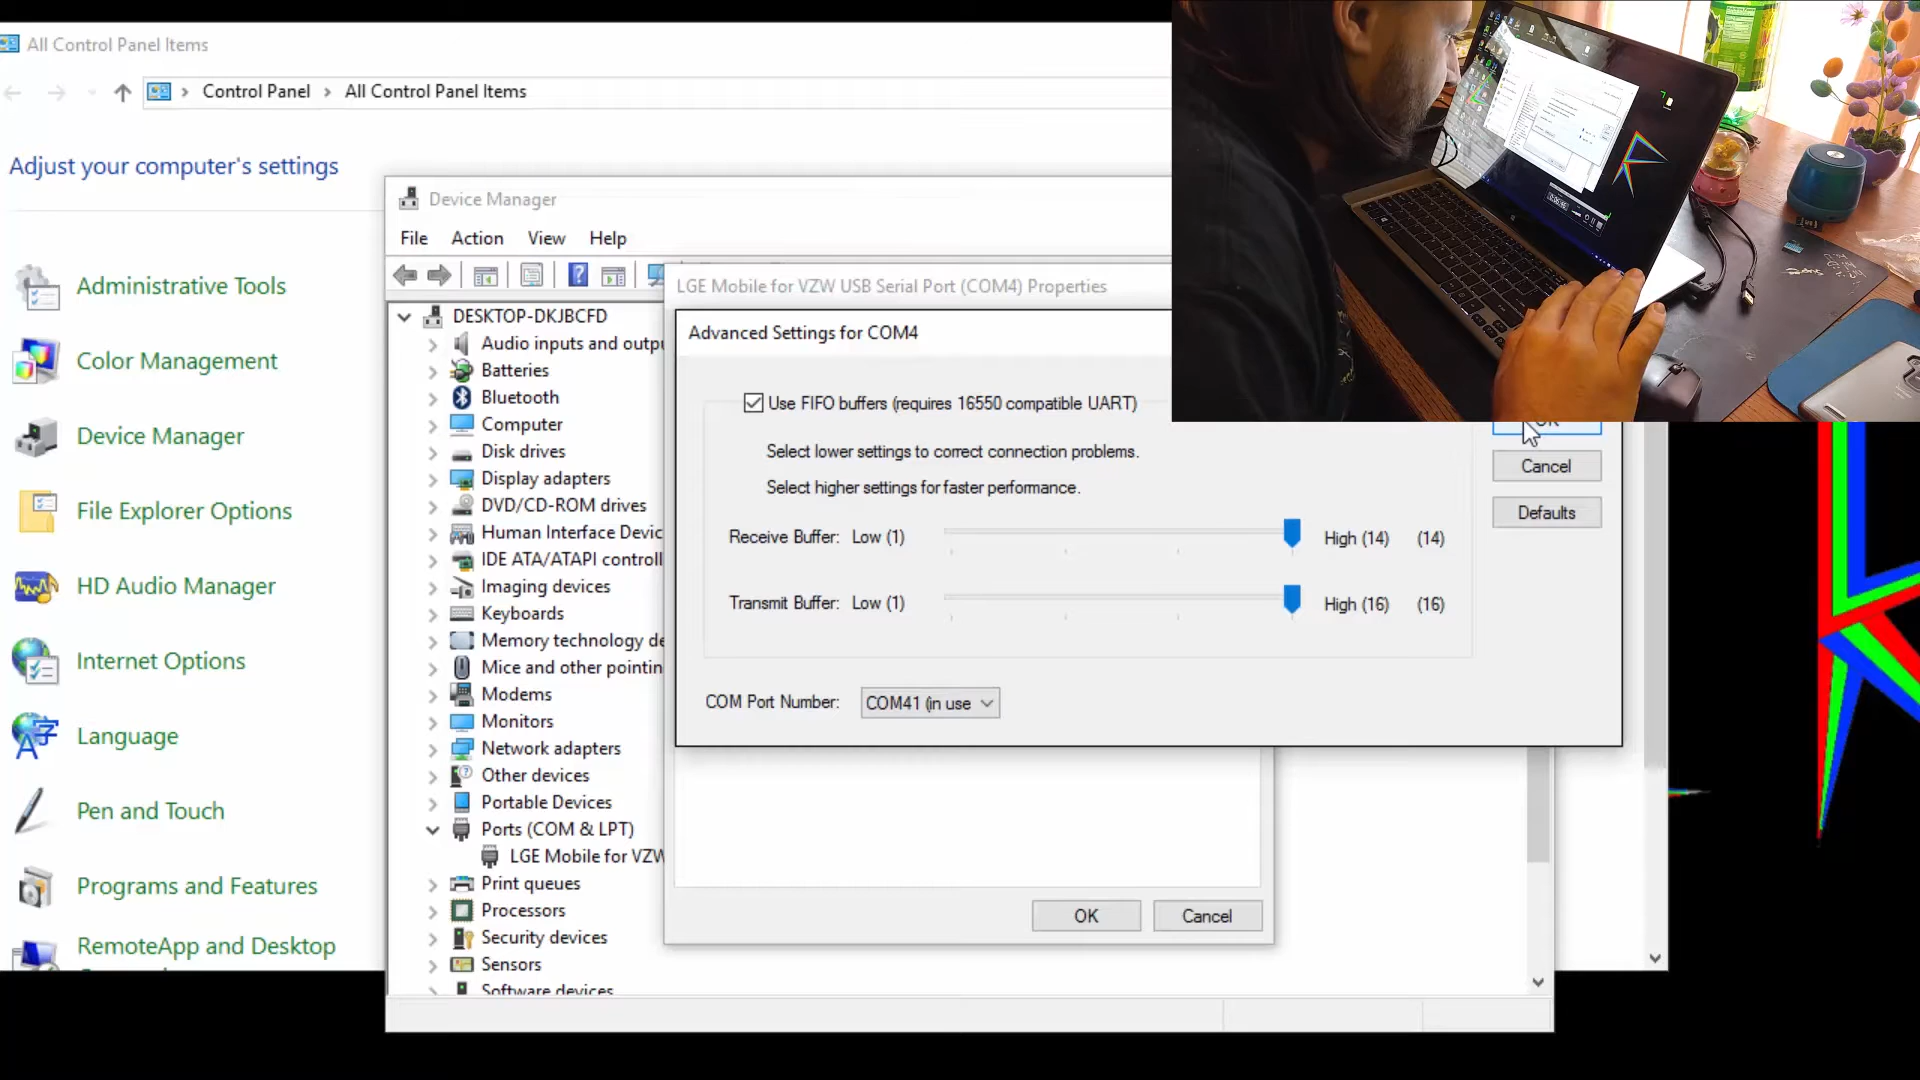 All Control Panel Items
Control Panel > All Control Panel Items
Adjust your computer's settings
Administrative Tools
Color Management
Device Manager
File Explorer Options
HD Audio Manager
Internet Options
Language
Pen and Touch
Programs and Features
RemoteApp and Desktop
Device Manager
File Action View Help
DESKTOP-DKJBCFD
Audio inputs and outpu
Batteries
Bluetooth
Computer
Disk drives
Display adapters
DVD/CD-ROM drives
Human Interface Devic
IDE ATA/ATAPI controll
Imaging devices
Keyboards
Memory technology de
Mice and other pointin
Modems
Monitors
Network adapters
Other devices
Portable Devices
Ports (COM & LPT)
LGE Mobile for VZW
Print queues
Processors
Security devices
Sensors
Software devices
LGE Mobile for VZW USB Serial Port (COM4) Properties
Advanced Settings for COM4
Use FIFO buffers (requires 16550 compatible UART)
Select lower settings to correct connection problems.
Select higher settings for faster performance.
Receive Buffer: Low (1) High (14) (14)
Transmit Buffer: Low (1) High (16) (16)
COM Port Number: COM41 (in use
OK
Cancel
Defaults
OK Cancel